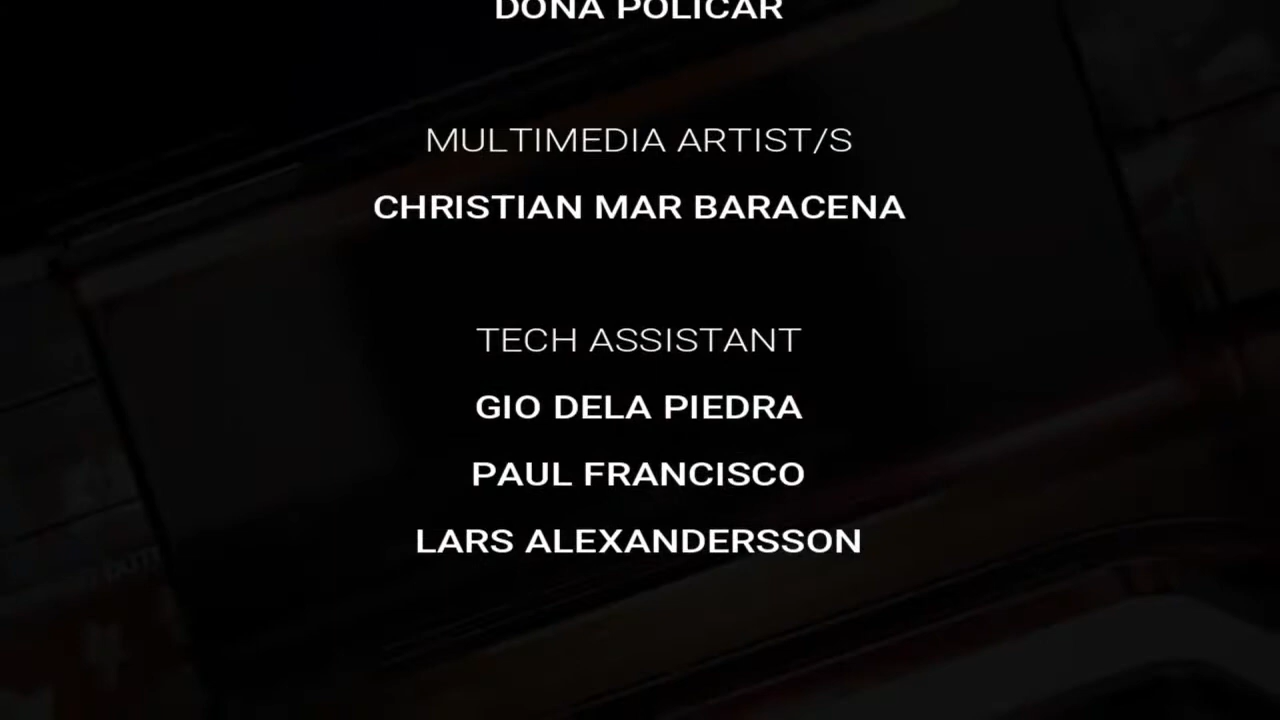 DONA POLICAR
MULTIMEDIA ARTIST/S
CHRISTIAN MAR BARACENA
TECH ASSISTANT
GIO DELA PIEDRA
PAUL FRANCISCO
LARS ALEXANDERSSON